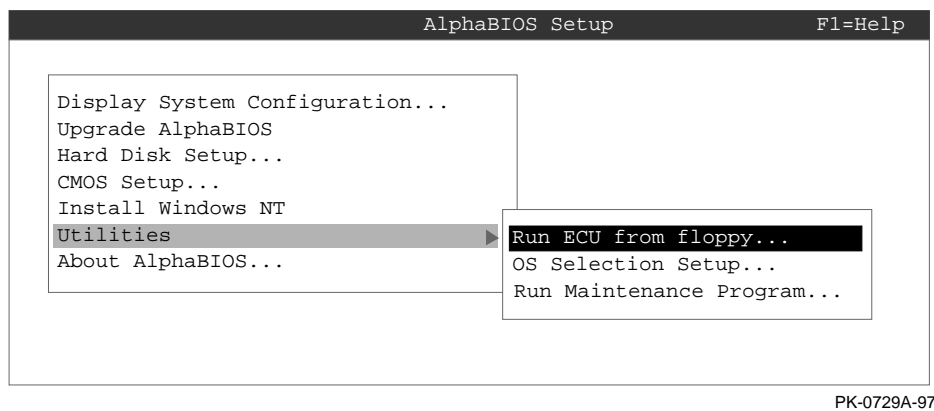 AlphaBIOS Setup F1=Help
Display System Configuration...
Upgrade AlphaBIOS
Hard Disk Setup...
CMOS Setup...
Install Windows NT
Utilities
About AlphaBIOS...
Run ECU from floppy...
OS Selection Setup...
Run Maintenance Program...
PK-0729A-97